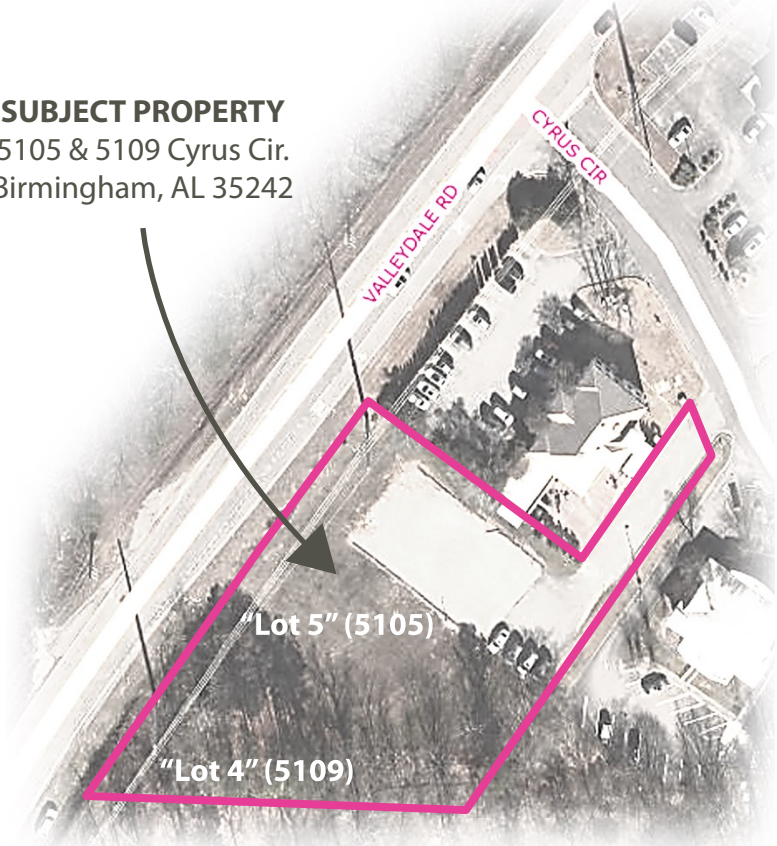 SUBJECT PROPERTY
5105 & 5109 Cyrus Cir.
Birmingham, AL 35242
CYRUS CIR
VALLEYDALE RD
“Lot 5” (5105)
“Lot 4” (5109)